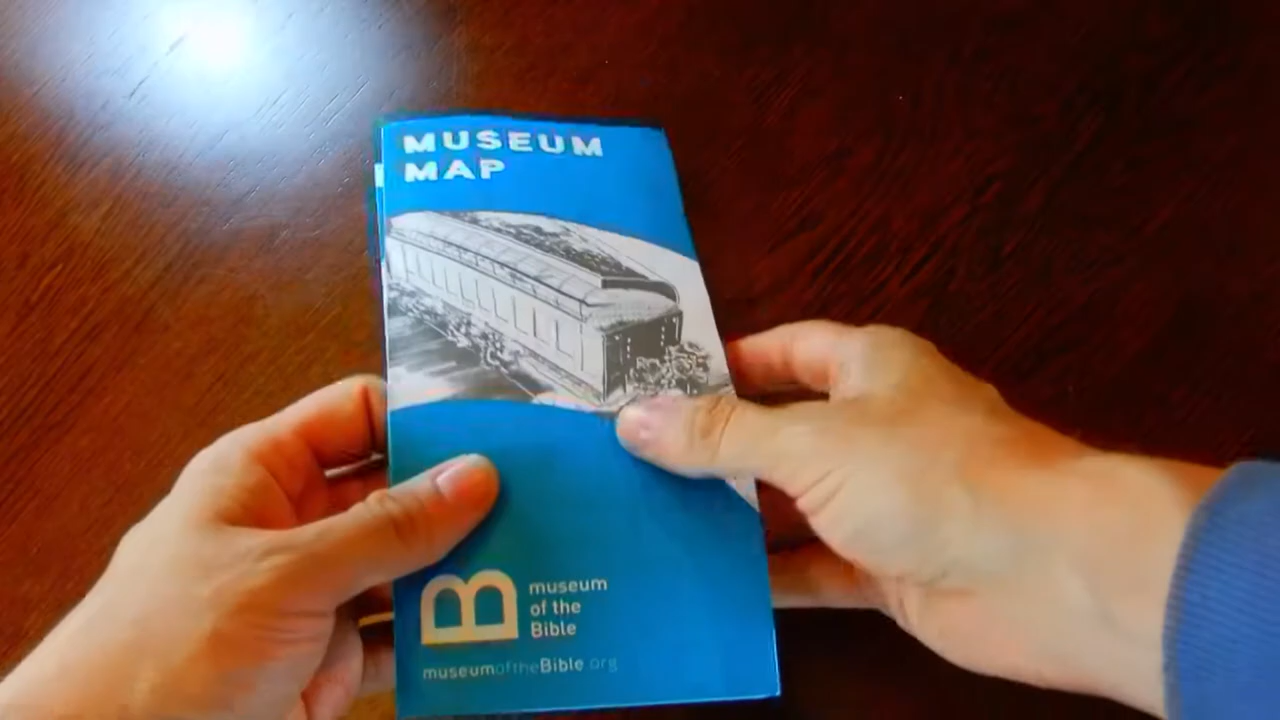 MUSEUM
MAP
B
museum
of the
Bible
museumoftheBible.org